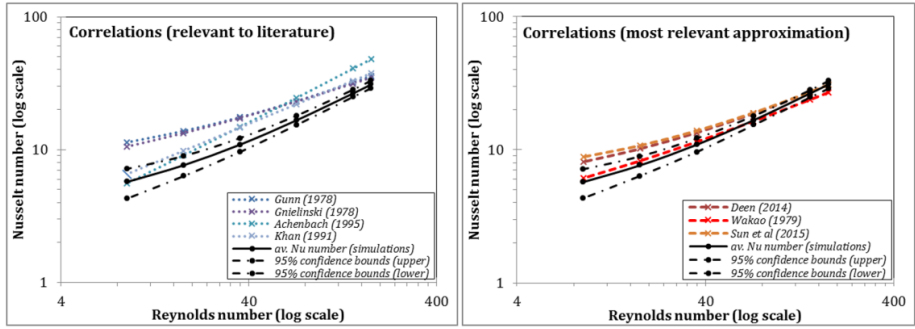 Correlations (relevant to literature)
100
10
1
Nusselt number (log scale)
Gunn (1978)
Gnielinski (1978)
Achenbach (1995)
Khan (1991)
av. Nu number (simulations)
95% confidence bounds (upper)
95% confidence bounds (lower)
4
40
400
Reynolds number (log scale)
Correlations (most relevant approximation)
100
10
1
Nusselt number (log scale)
Deen (2014)
Wakao (1979)
Sun et al (2015)
av. Nu number (simulations)
95% confidence bounds (upper)
95% confidence bounds (lower)
4
40
400
Reynolds number (log scale)